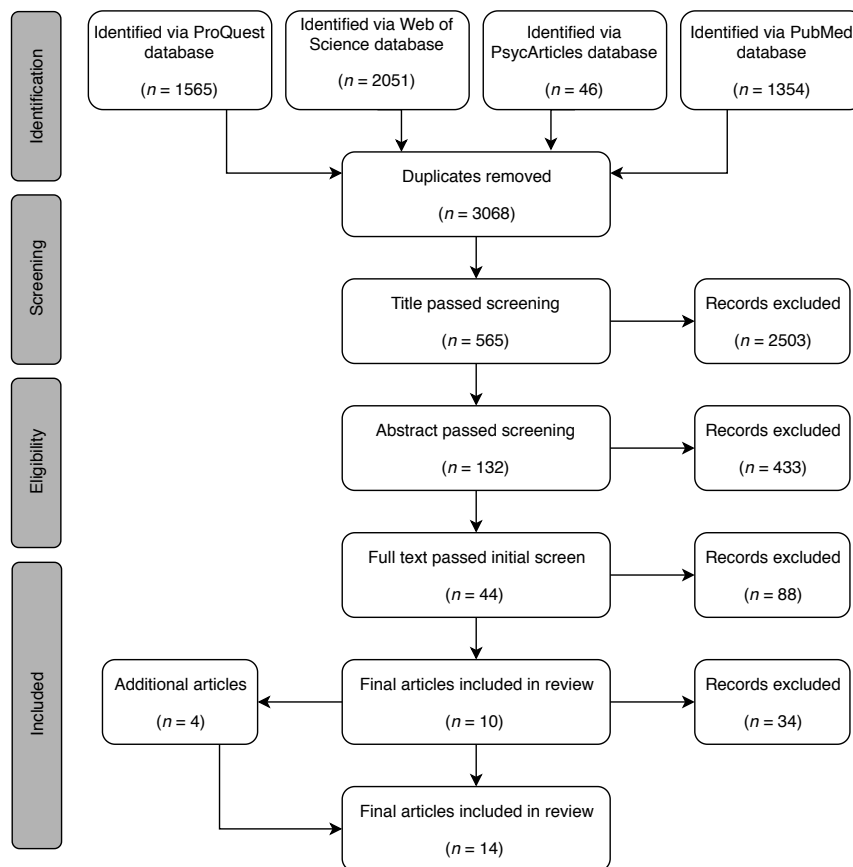 Identified via ProQuest
database
(n = 1565)
Identified via Web of
Science database
(n = 2051)
Identified via
PsycArticles database
(n = 46)
Identified via PubMed
database
(n = 1354)
Identification
Duplicates removed
(n = 3068)
Screening
Title passed screening
(n = 565)
Records excluded
(n = 2503)
Eligibility
Abstract passed screening
(n = 132)
Records excluded
(n = 433)
Full text passed initial screen
(n = 44)
Records excluded
(n = 88)
Included
Additional articles
(n = 4)
Final articles included in review
(n = 10)
Records excluded
(n = 34)
Final articles included in review
(n = 14)